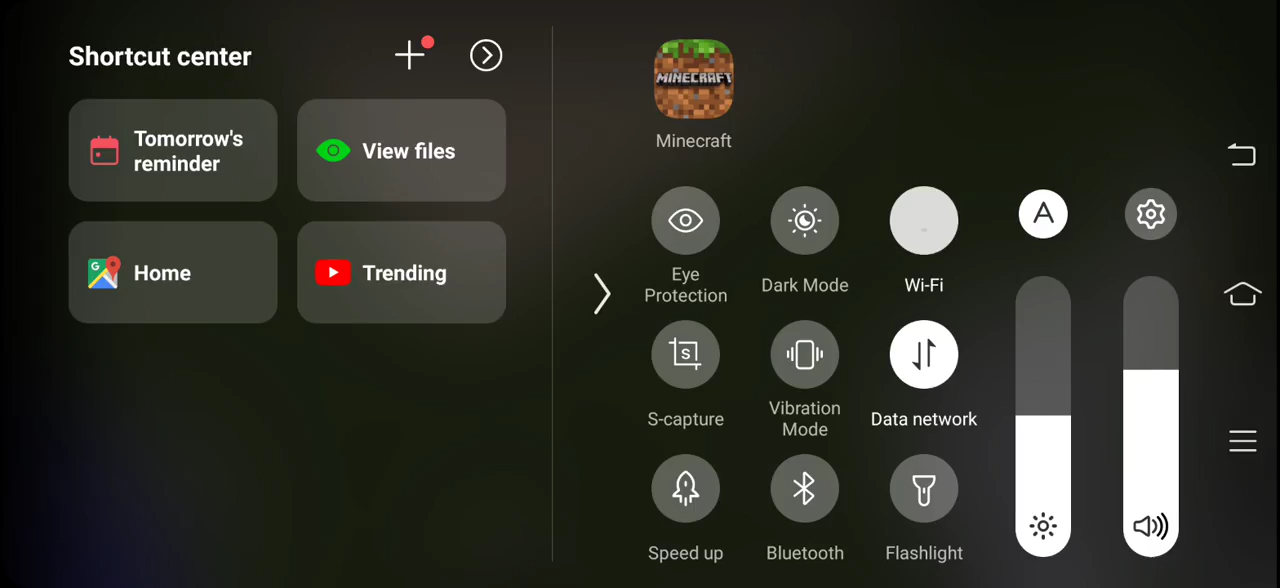 Shortcut center
Tomorrow's
reminder
View files
Home
Trending
MINECRAFT
Minecraft
Eye
Protection
Dark Mode
Wi-Fi
A
S
S-capture
Vibration
Mode
Data network
Speed up
Bluetooth
Flashlight
G